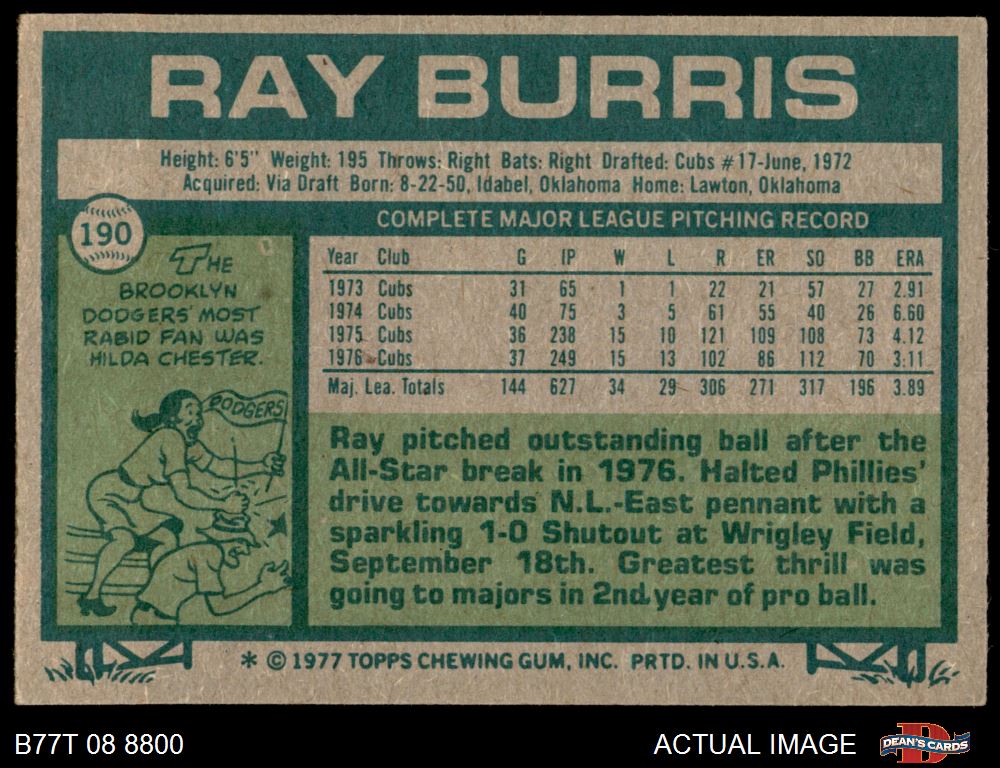 RAY BURRIS
Height: 6'5" Weight: 195 Throws: Right Bats: Right Drafted: Cubs #17-June, 1972
Acquired: Via Draft Born: 8-22-50, Idabel, Oklahoma Home: Lawton, Oklahoma
190
THE
BROOKLYN
DODGERS' MOST
RABID FAN WAS
HILDA CHESTER.
DODGERS
COMPLETE MAJOR LEAGUE PITCHING RECORD
Year Club G IP W L R ER SO BB ERA
1973 Cubs 31 65 1 1 22 21 57 27 2.91
1974 Cubs 40 75 3 5 61 55 40 26 6.60
1975 Cubs 36 238 15 10 121 109 108 73 4.12
1976 Cubs 37 249 15 13 102 86 112 70 3.11
Maj. Lea. Totals 144 627 34 29 306 271 317 196 3.89
Ray pitched outstanding ball after the
All-Star break in 1976. Halted Phillies'
drive towards N.L.-East pennant with a
sparkling 1-0 Shutout at Wrigley Field,
September 18th. Greatest thrill was
going to majors in 2nd year of pro ball.
* © 1977 TOPPS CHEWING GUM, INC. PRTD. IN U.S.A.
B77T 08 8800
ACTUAL IMAGE
D
DEAN'S CARDS